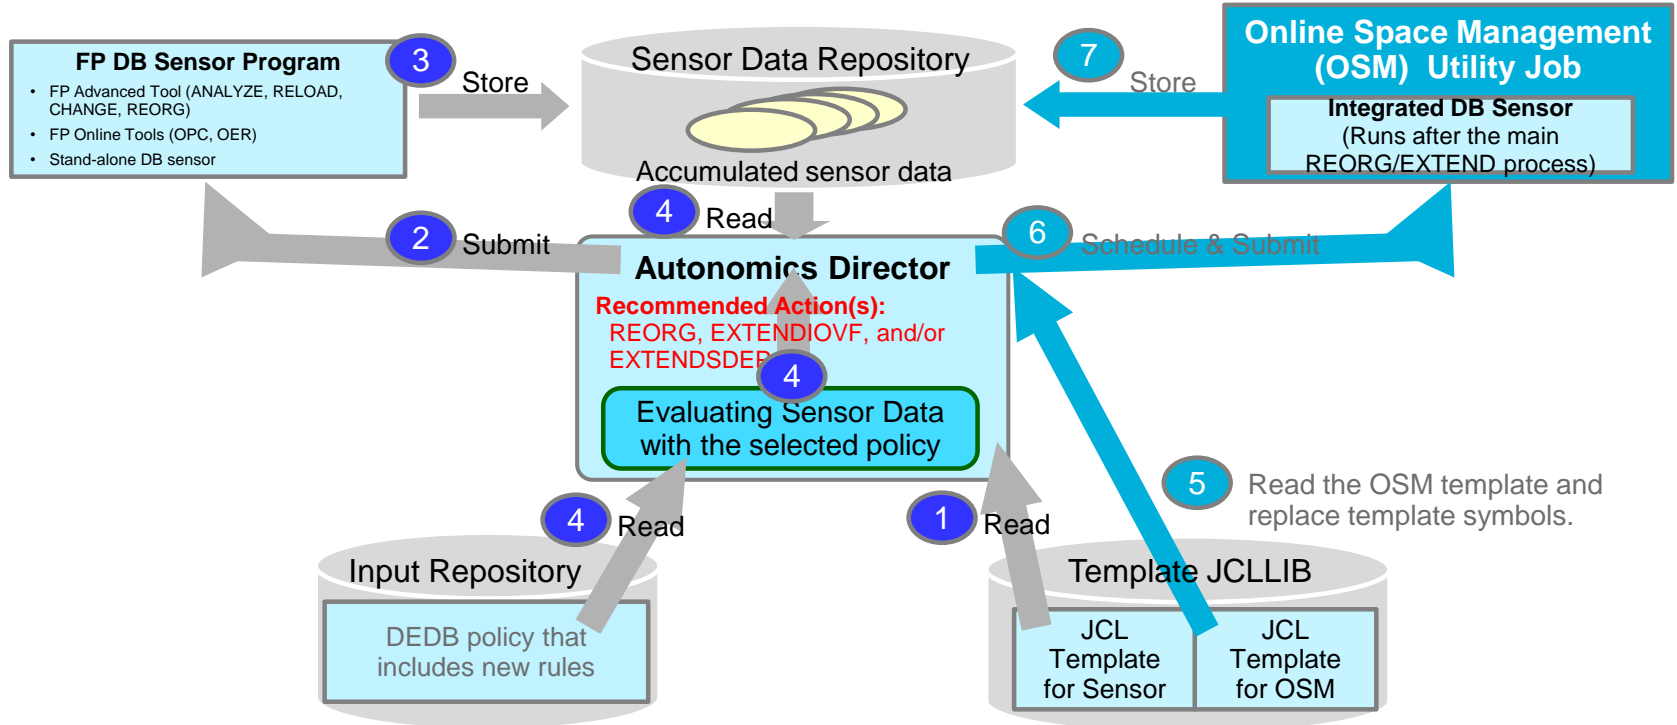 FP DB Sensor Program
• FP Advanced Tool (ANALYZE, RELOAD,
CHANGE, REORG)
• FP Online Tools (OPC, OER)
• Stand-alone DB sensor
3
Store
Sensor Data Repository
Accumulated sensor data
7
Store
Online Space Management
(OSM) Utility Job
Integrated DB Sensor
(Runs after the main
REORG/EXTEND process)
2
Submit
4
Read
6
Schedule & Submit
Autonomics Director
Recommended Action(s):
REORG, EXTENDIOVF, and/or
EXTENDSDEP
4
Evaluating Sensor Data
with the selected policy
4
Read
1
Read
5
Read the OSM template and
replace template symbols.
Input Repository
DEDB policy that
includes new rules
Template JCLLIB
JCL
Template
for Sensor
JCL
Template
for OSM